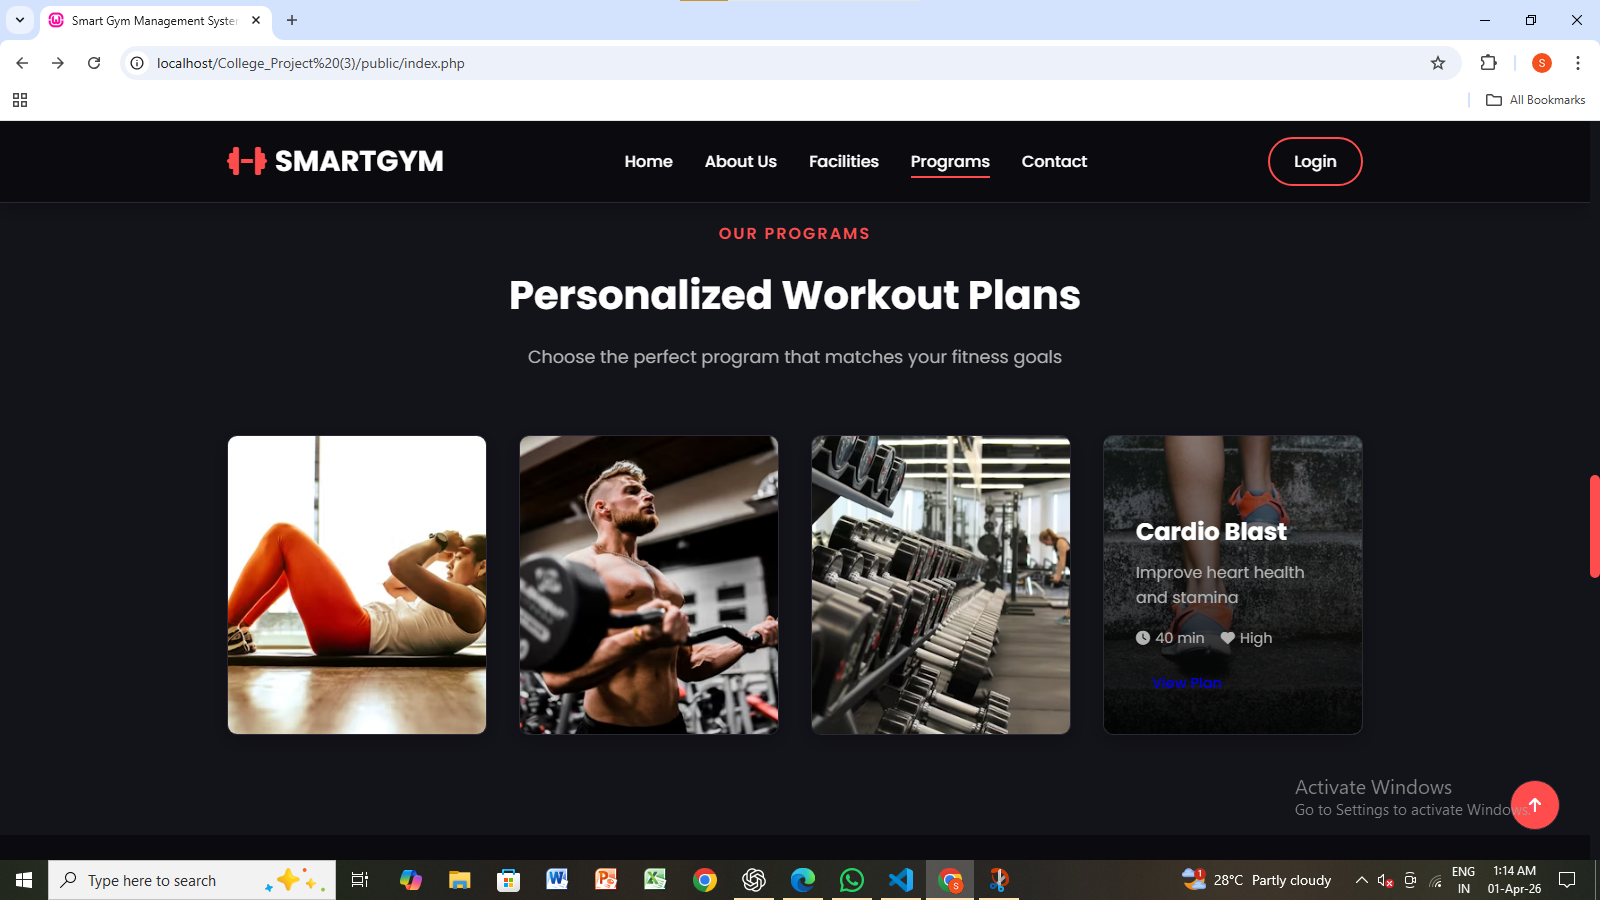 Smart Gym Management System
localhost/College_Project%20(3)/public/index.php
S
All Bookmarks
SMARTGYM
Home
About Us
Facilities
Programs
Contact
Login
OUR PROGRAMS
Personalized Workout Plans
Choose the perfect program that matches your fitness goals
Cardio Blast
Improve heart health
and stamina
40 min
High
View Plan
Activate Windows
Go to Settings to activate Windows.
Type here to search
1
28°C Partly cloudy
ENG
IN
1:14 AM
01-Apr-26